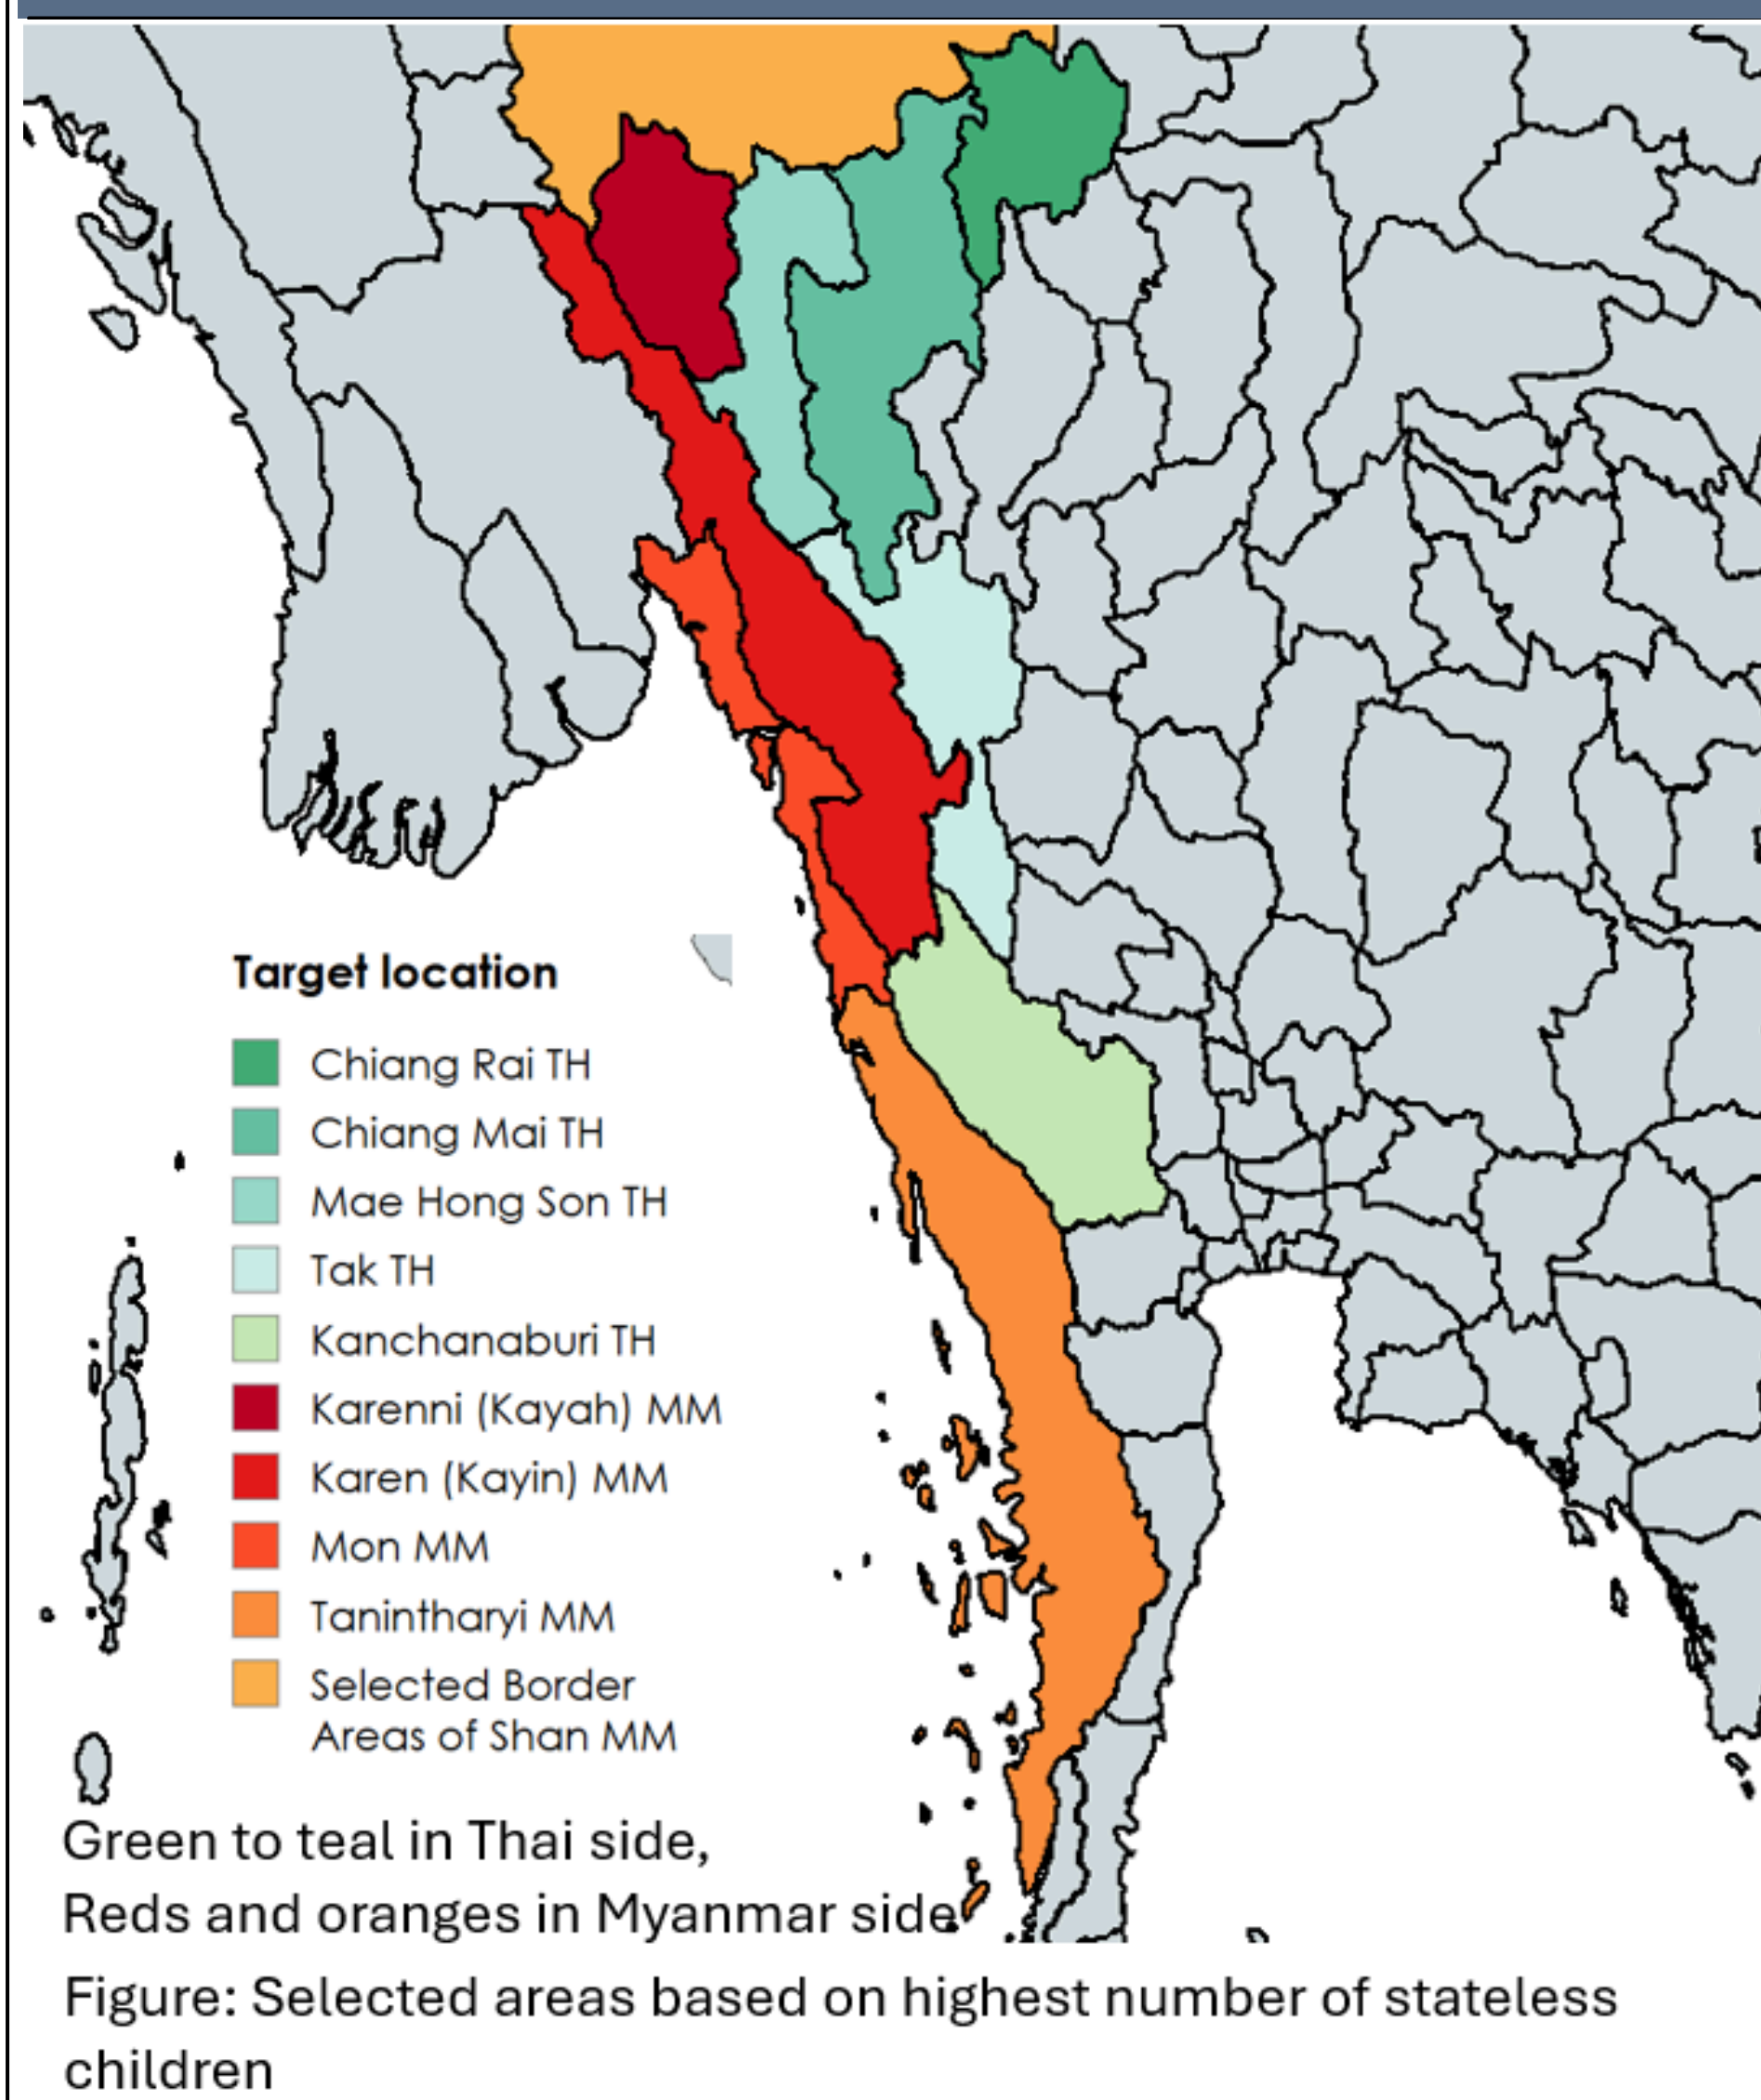 Target location
Chiang Rai TH
Chiang Mai TH
Mae Hong Son TH
Tak TH
Kanchanaburi TH
Karenni (Kayah) MM
Karen (Kayin) MM
Mon MM
Tanintharyi MM
Selected Border
Areas of Shan MM
Green to teal in Thai side,
Reds and oranges in Myanmar side.
Figure: Selected areas based on highest number of stateless
children